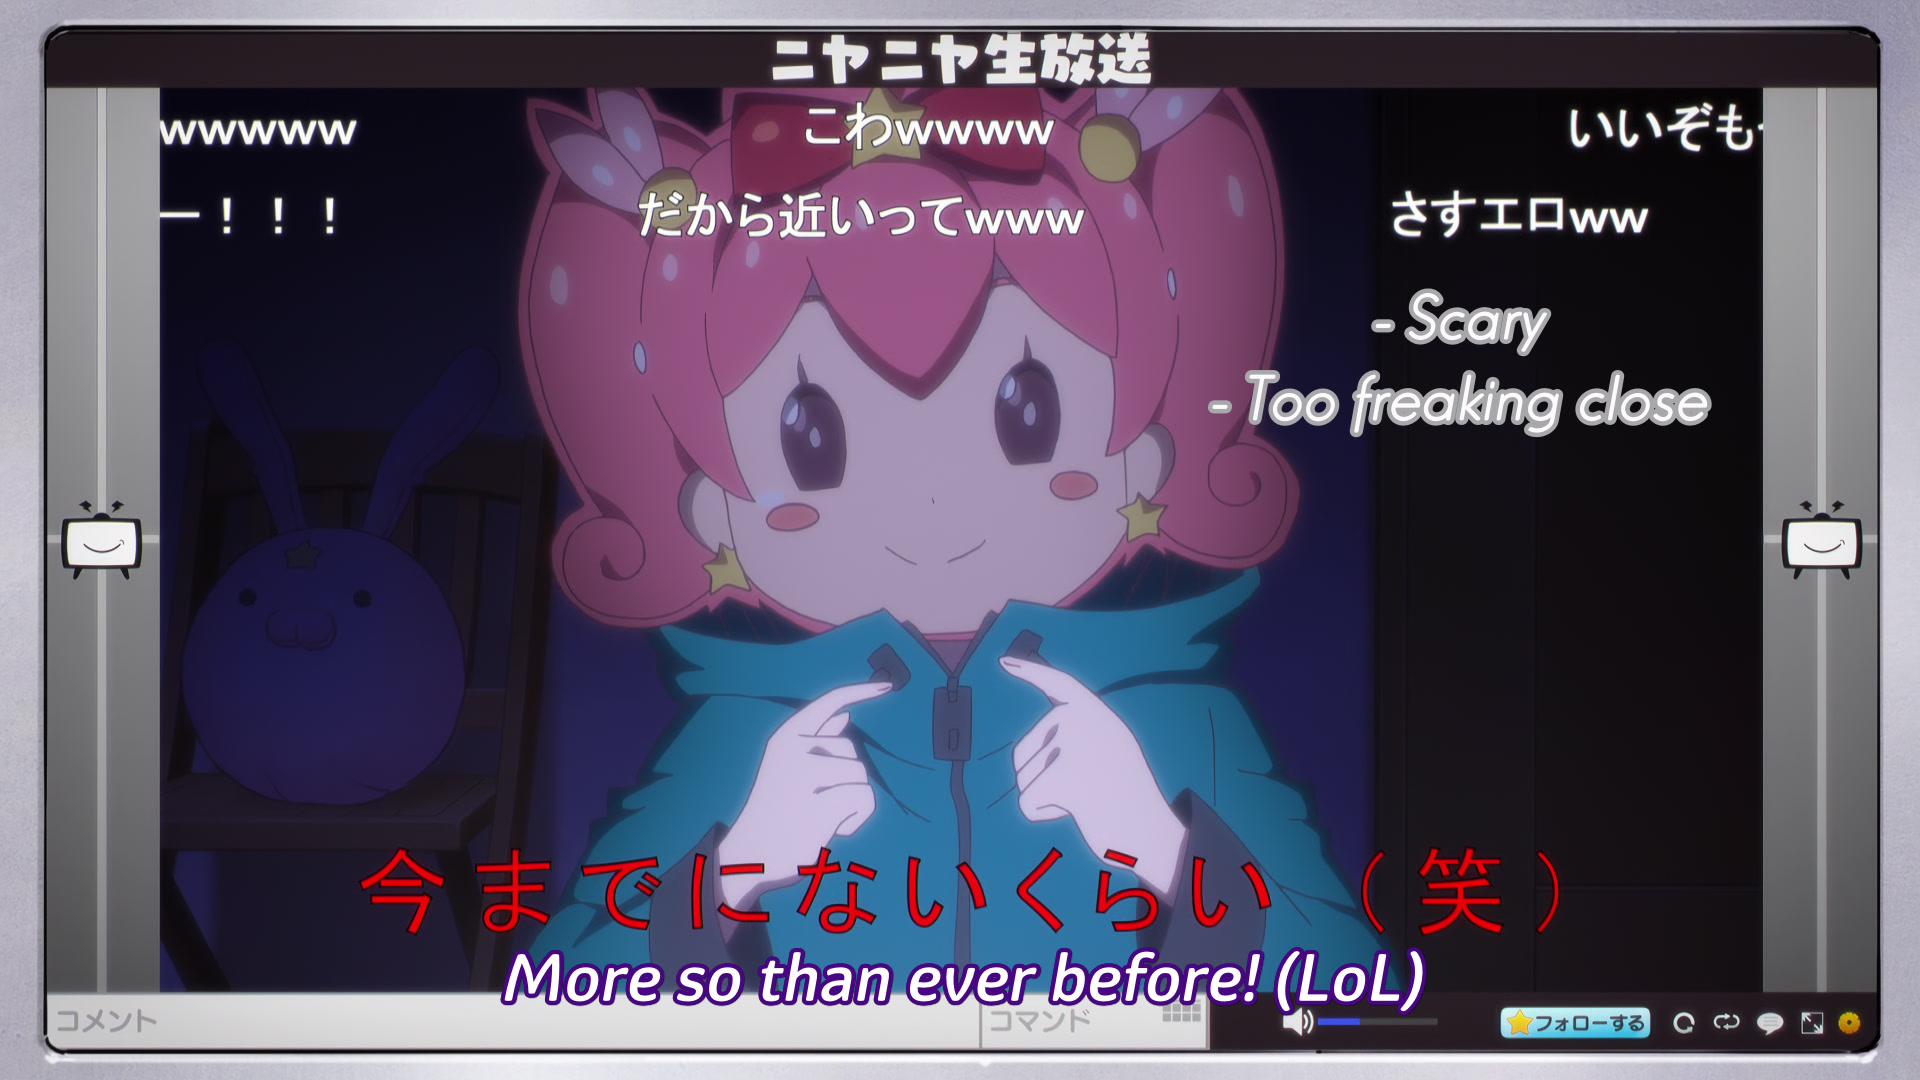 ニヤニヤ生放送
wwwww
こわwwww
いいぞも
ー！！！
だから近いってwww
さすエロww
- Scary
- Too freaking close
今までにないくらい（笑）
More so than ever before! (LoL)
コメント
コマンド
フォローする